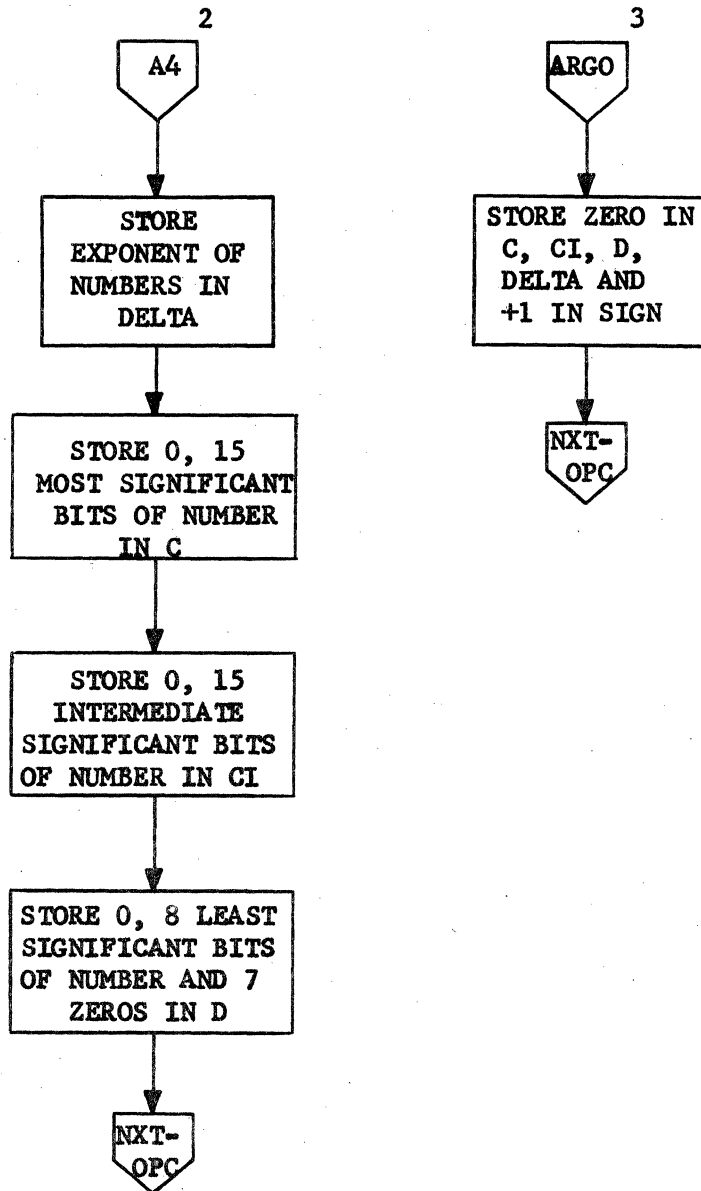 2
A4
STORE
EXPONENT OF
NUMBERS IN
DELTA
STORE 0, 15
MOST SIGNIFICANT
BITS OF NUMBER
IN C
STORE 0, 15
INTERMEDIATE
SIGNIFICANT BITS
OF NUMBER IN CI
STORE 0, 8 LEAST
SIGNIFICANT BITS
OF NUMBER AND 7
ZEROS IN D
NXT-
OPC
3
ARGO
STORE ZERO IN
C, CI, D,
DELTA AND
+1 IN SIGN
NXT-
OPC